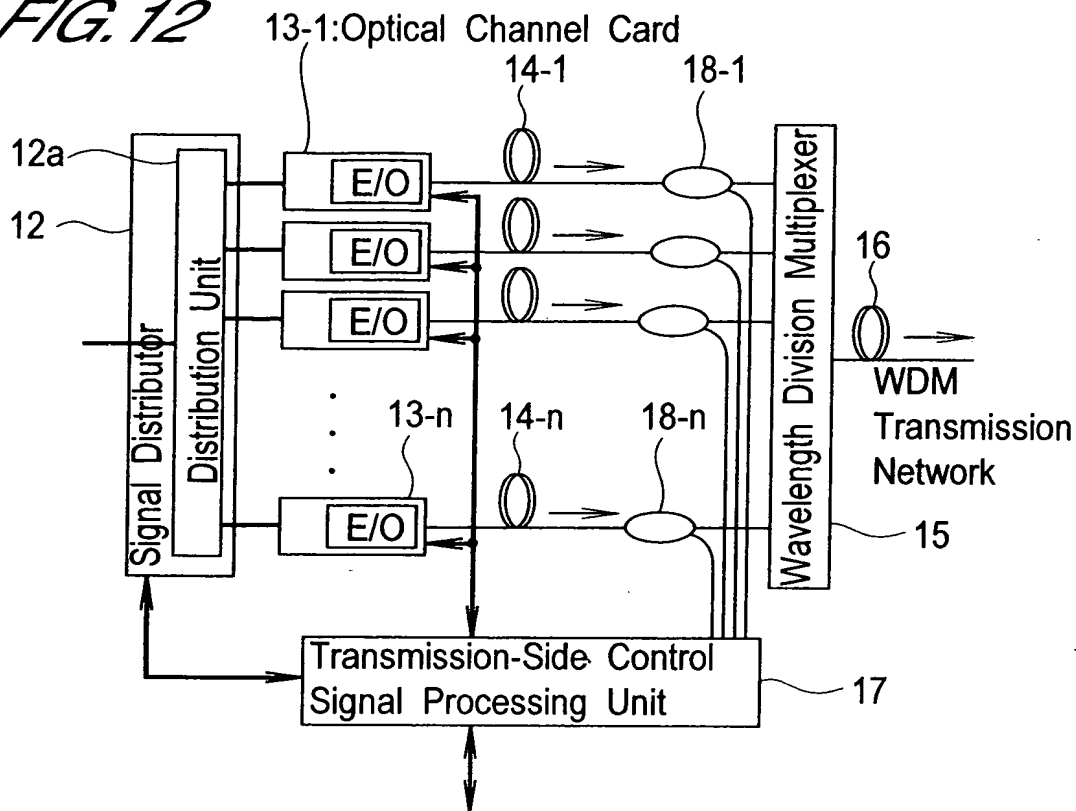 FIG. 12
13-1:Optical Channel Card
14-1
18-1
12a
12
Signal Distributor
Distribution Unit
E/O
E/O
E/O
E/O
13-n
14-n
18-n
Wavelength Division Multiplexer
16
WDM
Transmission
Network
15
Transmission-Side Control
Signal Processing Unit
17